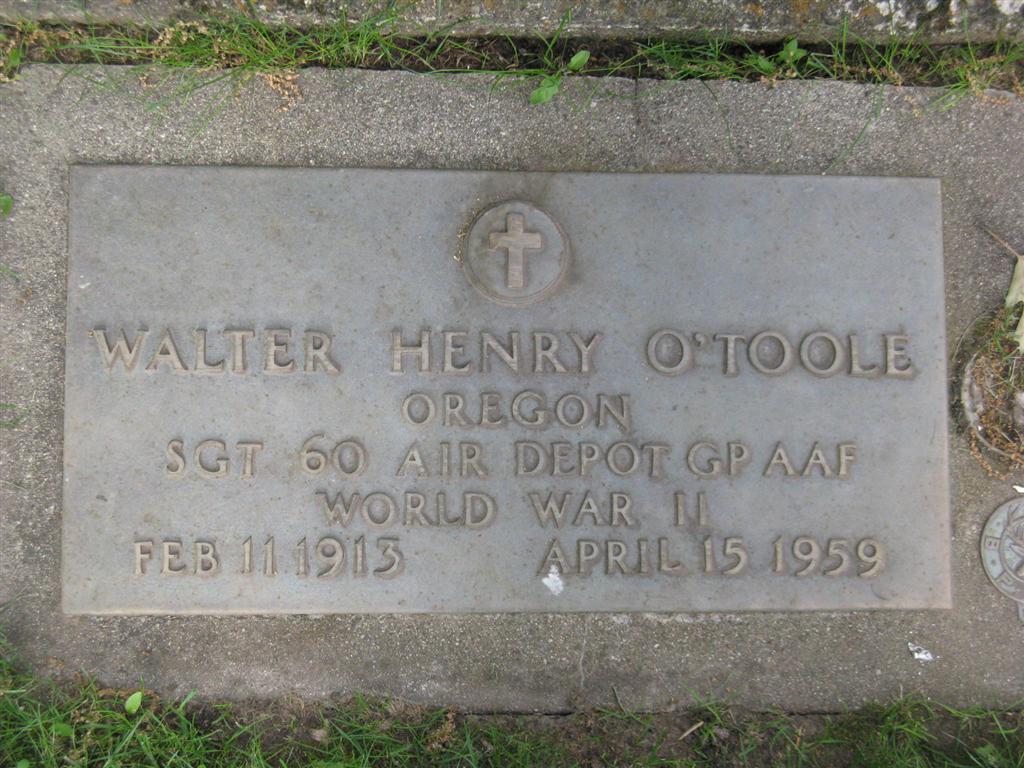 WALTER HENRY O'TOOLE
OREGON
SGT 60 AIR DEPOT GP AAF
WORLD WAR II
FEB 11 1913 APRIL 15 1959